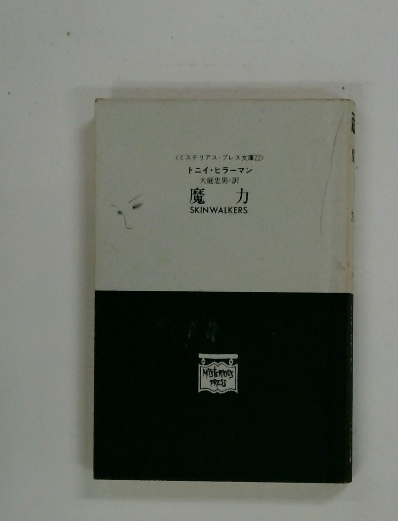 〈ミステリアス・プレス文庫22〉
トニイ・ヒラーマン
大庭忠男・訳
魔 力
SKINWALKERS
MYSTERIOUS
PRESS